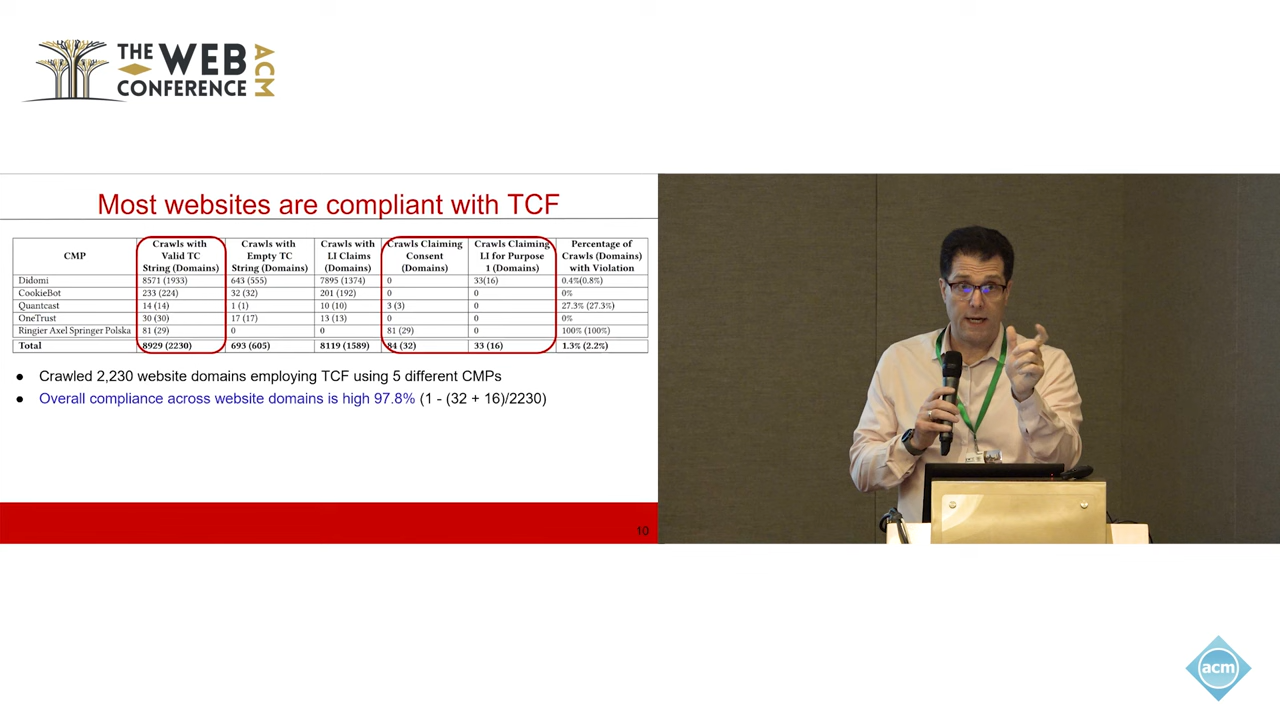 THE WEB CONFERENCE
ACM
Most websites are compliant with TCF
CMP
Crawls with Valid TC String (Domains)
Crawls with Empty TC String (Domains)
Crawls with LI Claims (Domains)
Crawls Claiming Consent (Domains)
Crawls Claiming LI for Purpose 1 (Domains)
Percentage of Crawls (Domains) with Violation
Didomi 8571 (1933) 643 (555) 7895 (1374) 0 33(16) 0.4%(0.8%)
CookieBot 233 (224) 32 (32) 201 (192) 0 0 0%
Quantcast 14 (14) 1 (1) 10 (10) 3 (3) 0 27.3% (27.3%)
OneTrust 30 (30) 17 (17) 13 (13) 0 0 0%
Ringier Axel Springer Polska 81 (29) 0 0 81 (29) 0 100% (100%)
Total 8929 (2230) 693 (605) 8119 (1589) 84 (32) 33 (16) 1.3% (2.2%)
● Crawled 2,230 website domains employing TCF using 5 different CMPs
● Overall compliance across website domains is high 97.8% (1 - (32 + 16)/2230)
10
acm